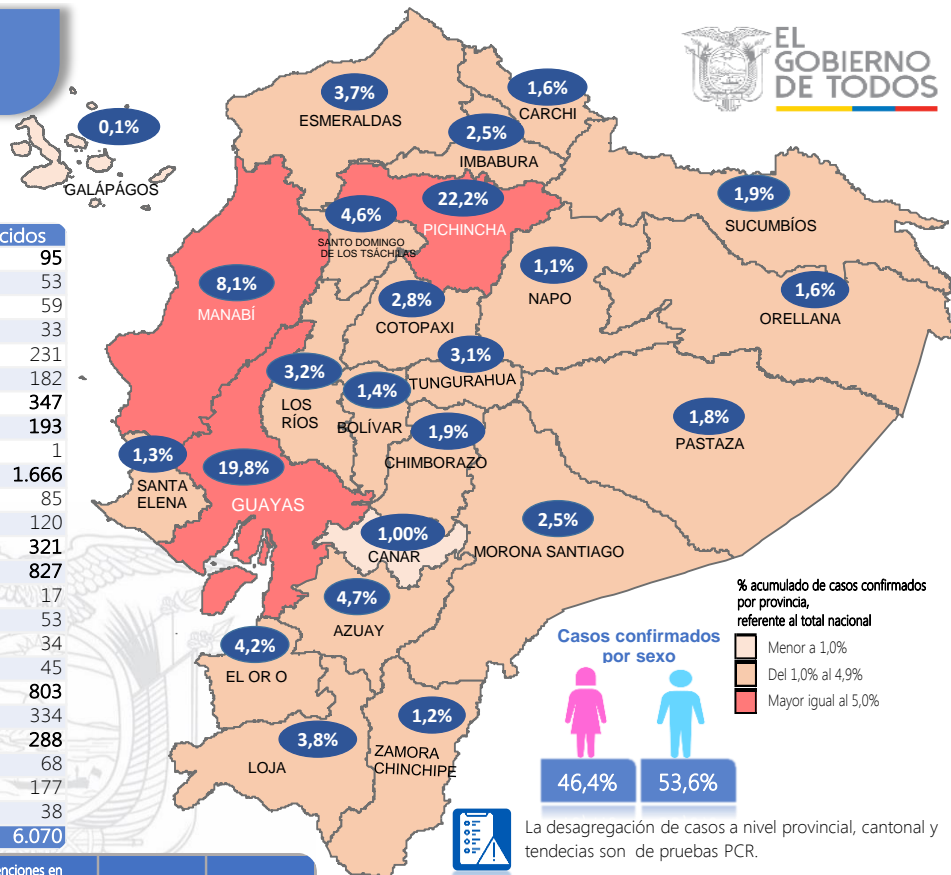 EL
GOBIERNO
DE TODOS
0,1%
GALÁPÁGOS
3,7%
ESMERALDAS
1,6%
CARCHI
2,5%
IMBABURA
1,9%
SUCUMBÍOS
4,6%
SANTO DOMINGO
DE LOS TSÁCHILAS
22,2%
PICHINCHA
8,1%
MANABÍ
1,1%
NAPO
1,6%
ORELLANA
2,8%
COTOPAXI
3,1%
TUNGURAHUA
3,2%
LOS
RÍOS
1,4%
BOLÍVAR
1,8%
PASTAZA
1,9%
CHIMBORAZO
1,3%
SANTA
ELENA
19,8%
GUAYAS
1,00%
CANAR
2,5%
MORONA SANTIAGO
4,7%
AZUAY
4,2%
EL OR O
3,8%
LOJA
1,2%
ZAMORA
CHINCHIPE
cidos
95
53
59
33
231
182
347
193
1
1.666
85
120
321
827
17
53
34
45
803
334
288
68
177
38
6.070
enciones en
% acumulado de casos confirmados
por provincia,
referente al total nacional
Menor a 1,0%
Del 1,0% al 4,9%
Mayor igual al 5,0%
Casos confirmados
por sexo
46,4%
53,6%
La desagregación de casos a nivel provincial, cantonal y
tendecias son de pruebas PCR.